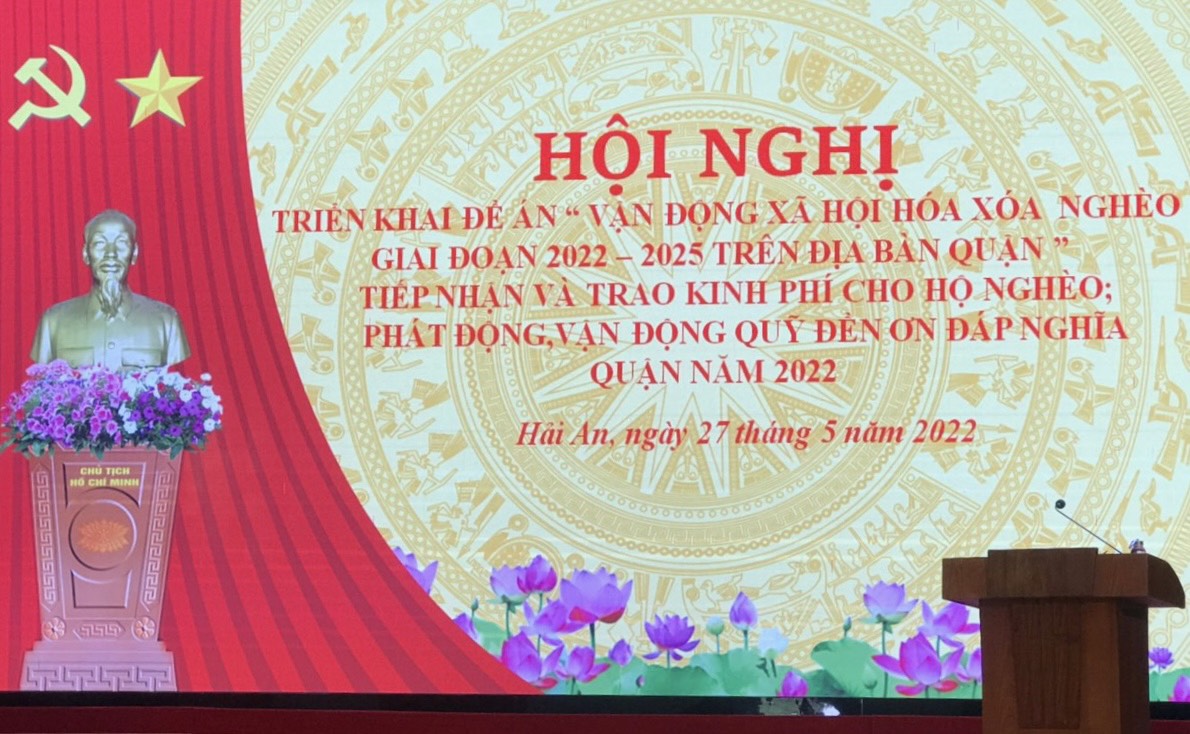 HỘI NGHỊ
TRIỂN KHAI ĐỀ ÁN “ VẬN ĐỘNG XÃ HỘI HÓA XÓA NGHÈO
GIAI ĐOẠN 2022 – 2025 TRÊN ĐỊA BÀN QUẬN ”
TIẾP NHẬN VÀ TRAO KINH PHÍ CHO HỘ NGHÈO;
PHÁT ĐỘNG,VẬN ĐỘNG QUỸ ĐỀN ƠN ĐÁP NGHĨA
QUẬN NĂM 2022
Hải An, ngày 27 tháng 5 năm 2022
CHỦ TỊCH
HỒ CHÍ MINH